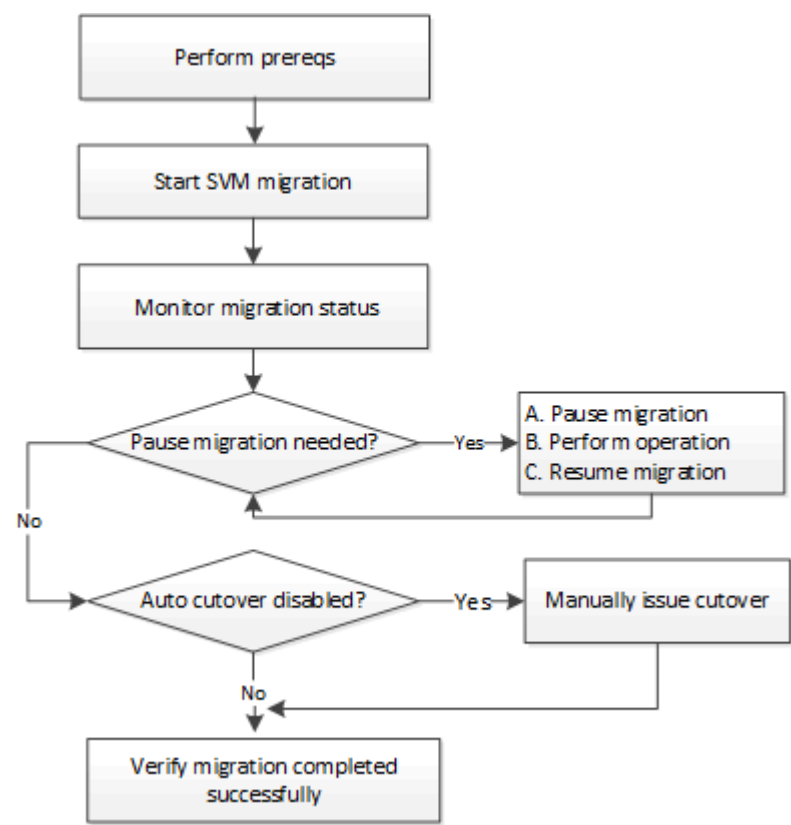 Perform prereqs
Start SVM migration
Monitor migration status
Pause migration needed?
Yes
A. Pause migration
B. Perform operation
C. Resume migration
No
Auto cutover disabled?
Yes
Manually issue cutover
No
Verify migration completed
successfully